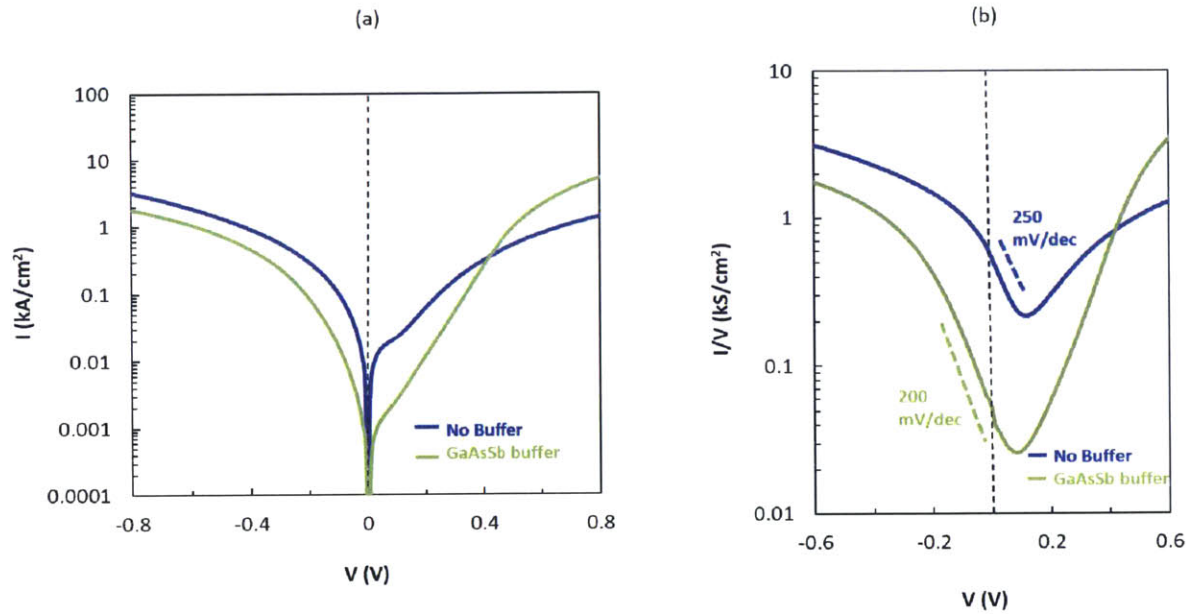 (a)
100
10
1
0.1
0.01
0.001
0.0001
I (kA/cm²)
No Buffer
GaAsSb buffer
-0.8
-0.4
0
0.4
0.8
V (V)
(b)
10
1
0.1
0.01
I/V (kS/cm²)
250
mV/dec
200
mV/dec
No Buffer
GaAsSb buffer
-0.6
-0.2
0.2
0.6
V (V)